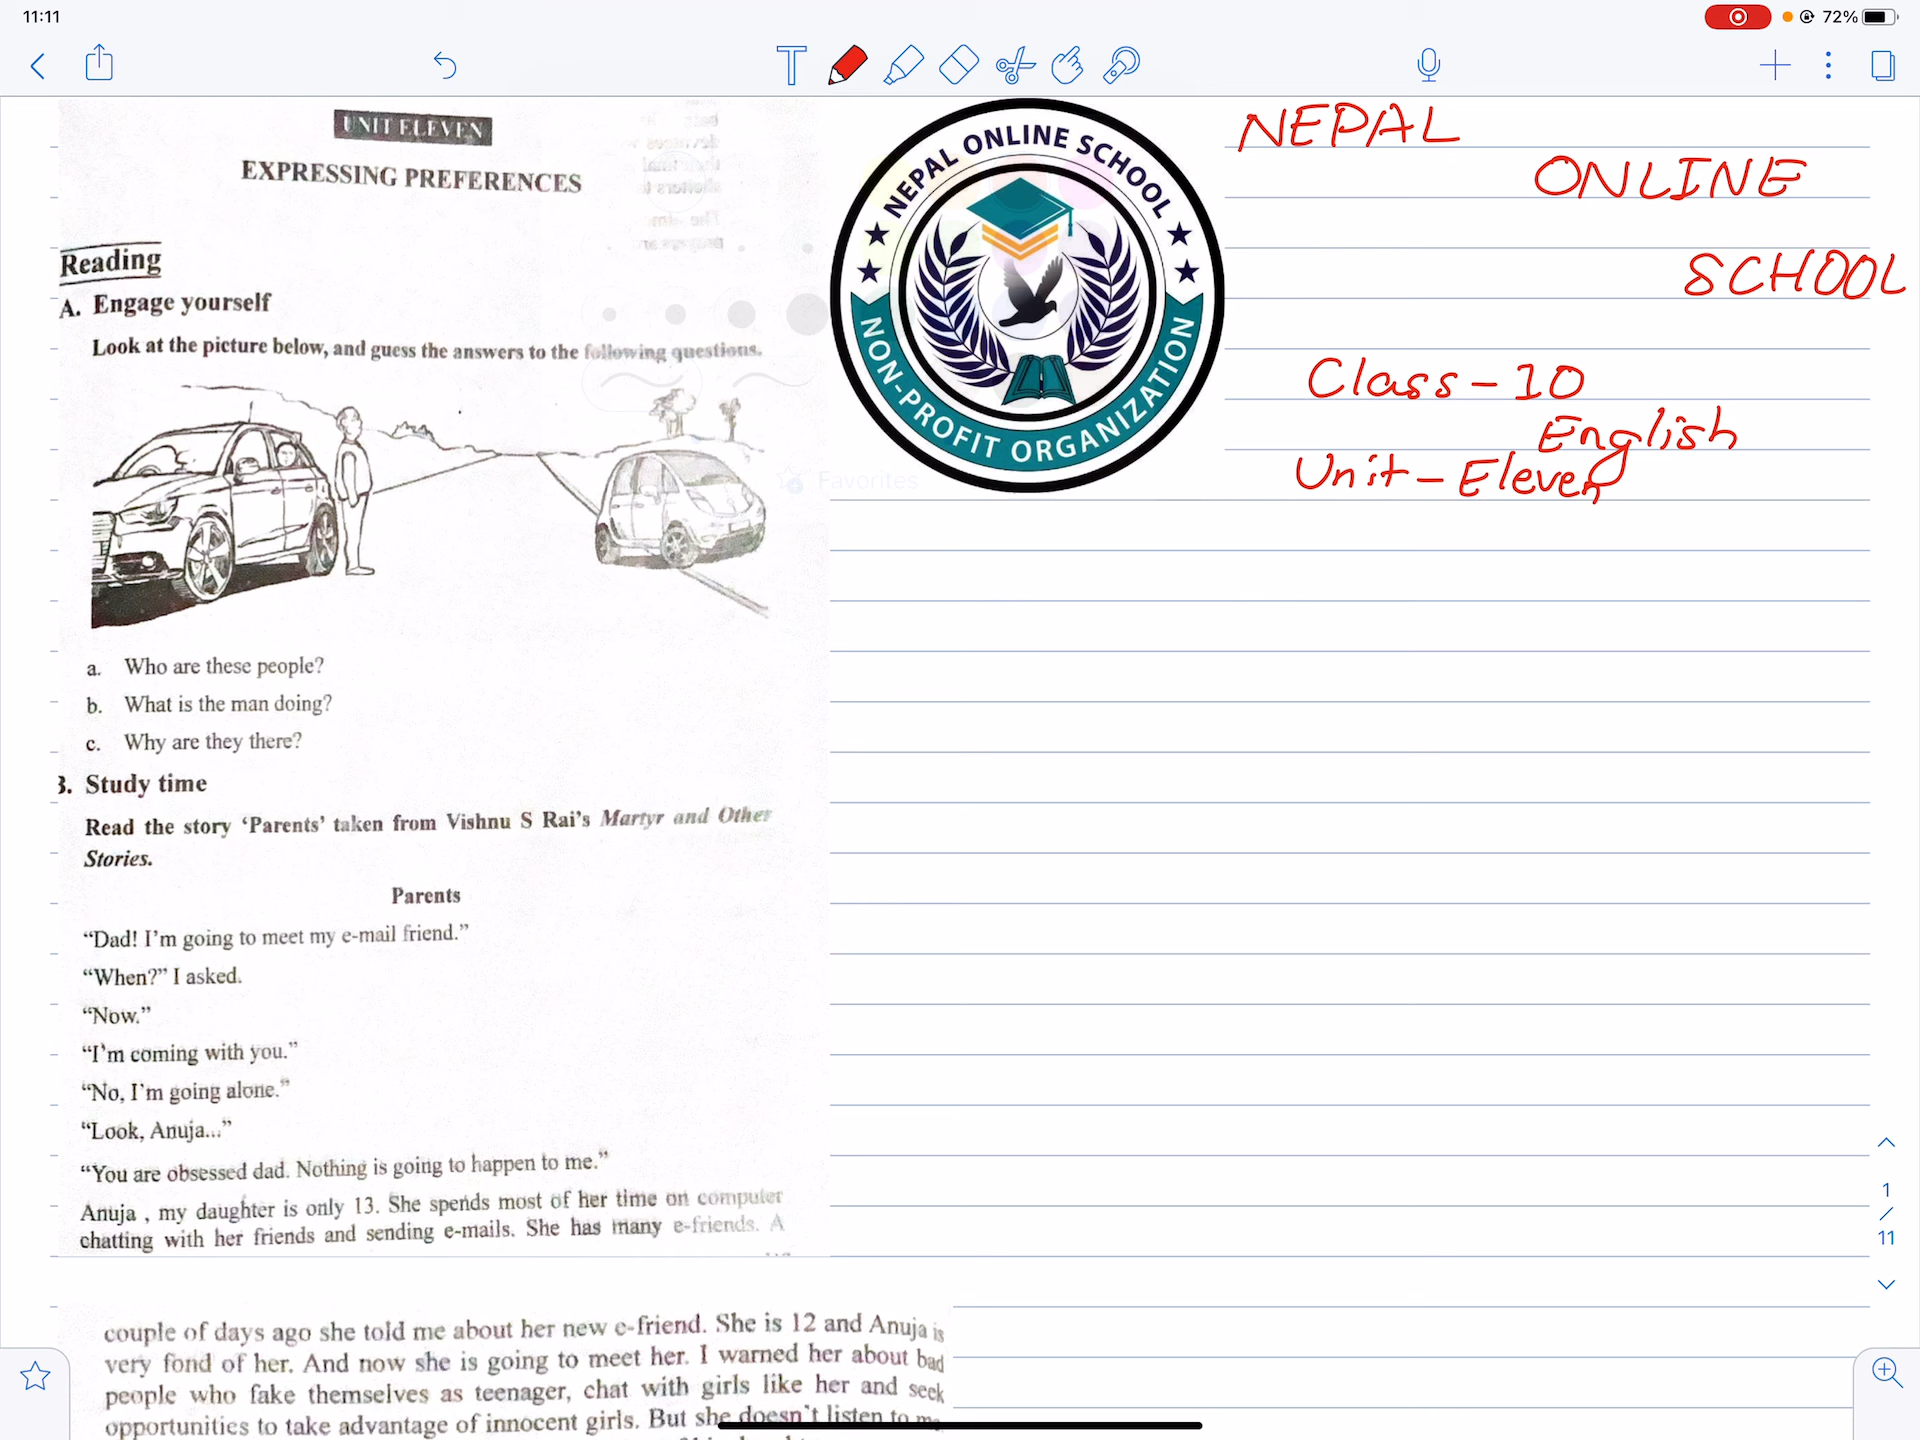 11:11
72%
UNIT ELEVEN
EXPRESSING PREFERENCES
Reading
A. Engage yourself
Look at the picture below, and guess the answers to the following questions.
a. Who are these people?
b. What is the man doing?
c. Why are they there?
B. Study time
Read the story ‘Parents’ taken from Vishnu S Rai’s Martyr and Other
Stories.
Parents
“Dad! I’m going to meet my e-mail friend.”
“When?” I asked.
“Now.”
“I’m coming with you.”
“No, I’m going alone.”
“Look, Anuja...”
“You are obsessed dad. Nothing is going to happen to me.”
Anuja , my daughter is only 13. She spends most of her time on computer
chatting with her friends and sending e-mails. She has many e-friends. A
couple of days ago she told me about her new e-friend. She is 12 and Anuja is
very fond of her. And now she is going to meet her. I warned her about bad
people who fake themselves as teenager, chat with girls like her and seek
opportunities to take advantage of innocent girls. But she doesn’t listen to
NEPAL ONLINE SCHOOL
NON-PROFIT ORGANIZATION
Favorites
NEPAL
ONLINE
SCHOOL
Class - 10
English
Unit - Eleven
1
/
11